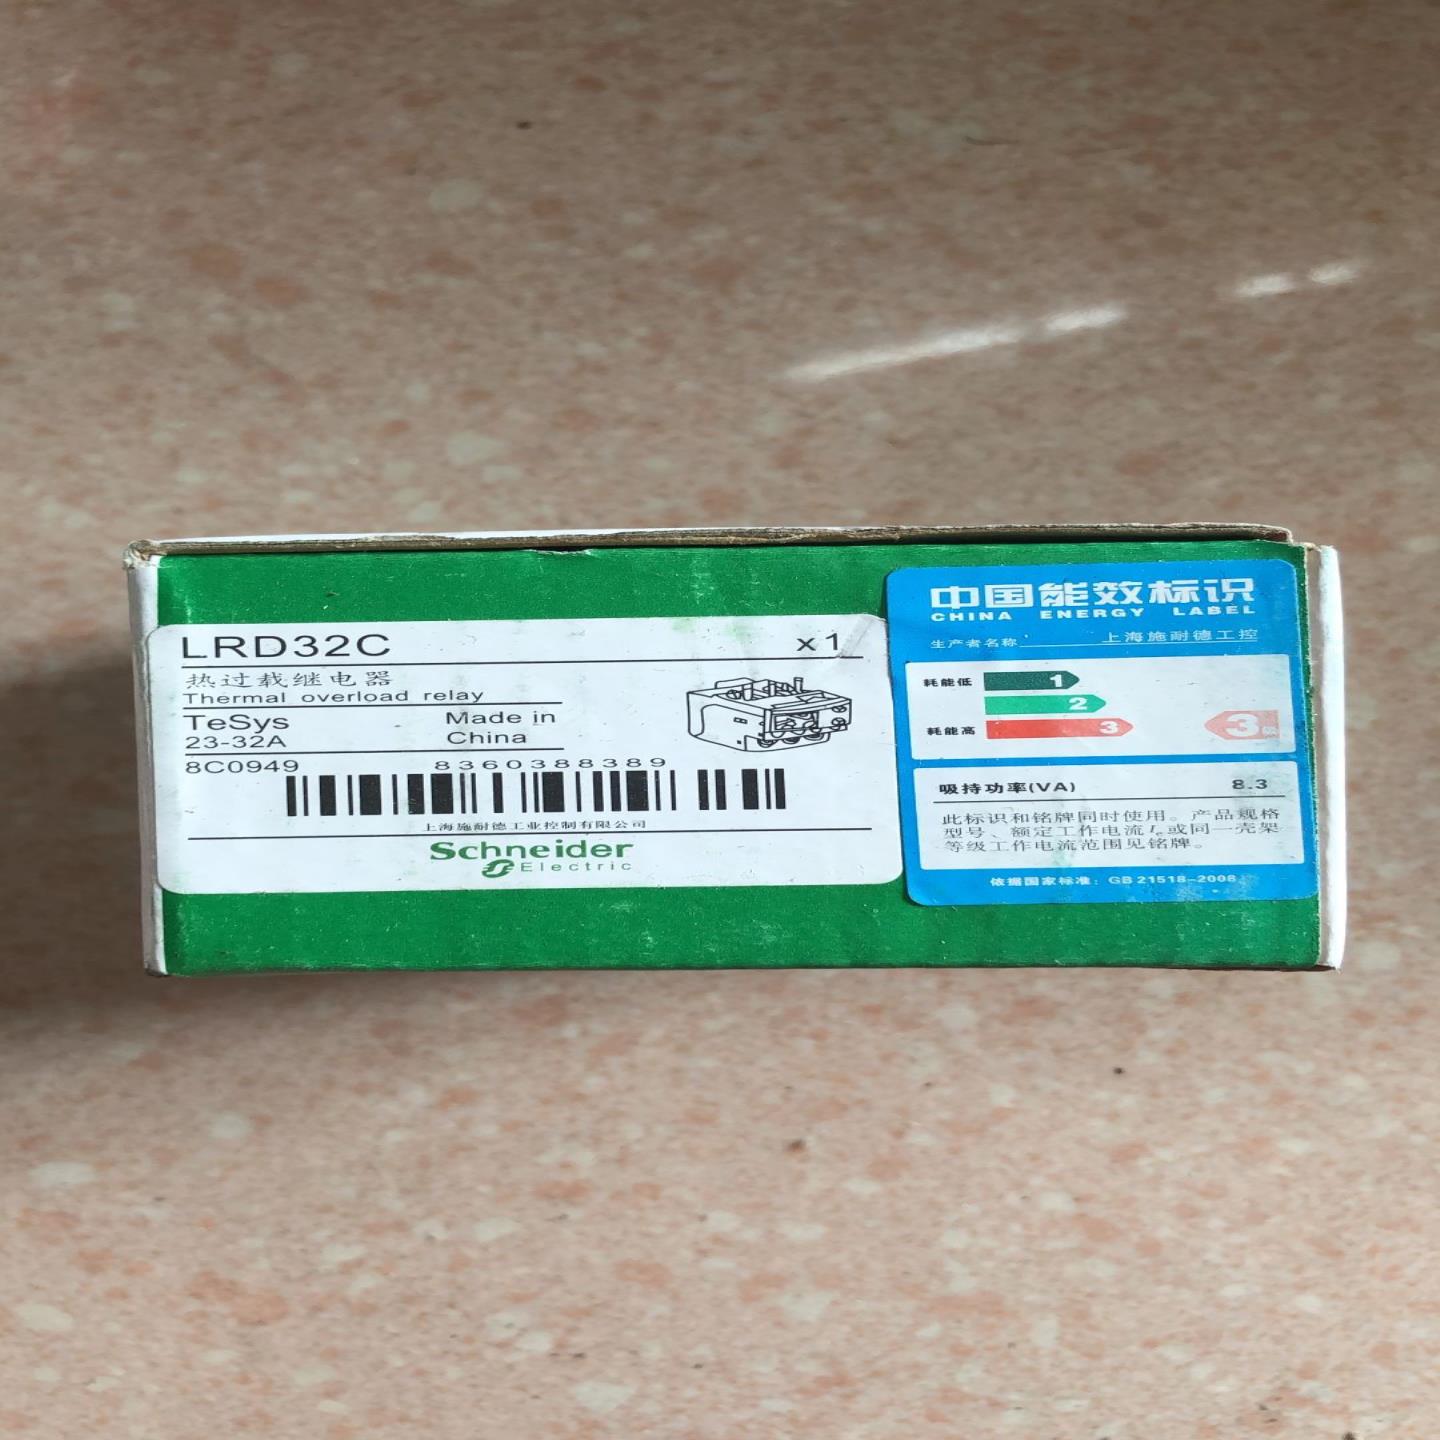 LRD32C x1
热过载继电器
Thermal overload relay
TeSys
23-32A
Made in
China
8C0949 8360388389
上海施耐德工业控制有限公司
Schneider
Electric
中国能效标识
CHINA ENERGY LABEL
生产者名称 上海施耐德工控
耗能低 1
2
耗能高 3
3级
吸持功率(VA) 8.3
此标识和铭牌同时使用。产品规格
型号、额定工作电流Iₑ或同一壳架
等级工作电流范围见铭牌。
依据国家标准：GB 21518-2008